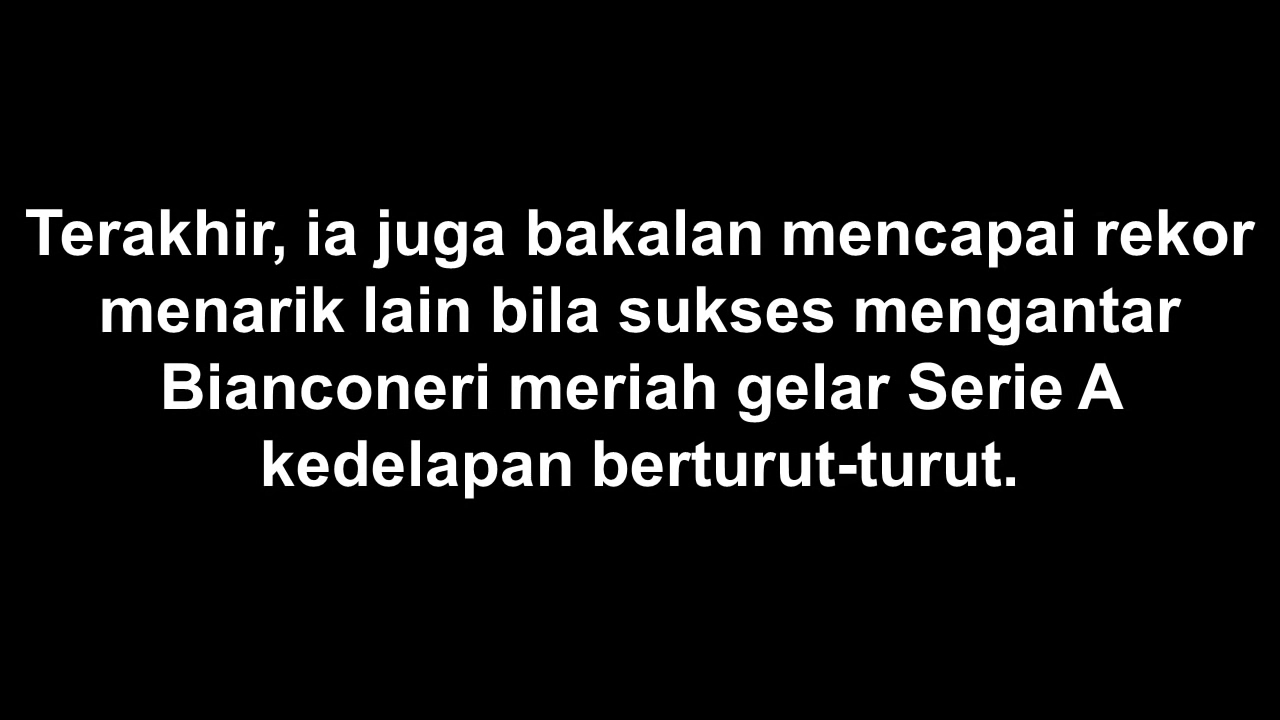 Terakhir, ia juga bakalan mencapai rekor
menarik lain bila sukses mengantar
Bianconeri meriah gelar Serie A
kedelapan berturut-turut.